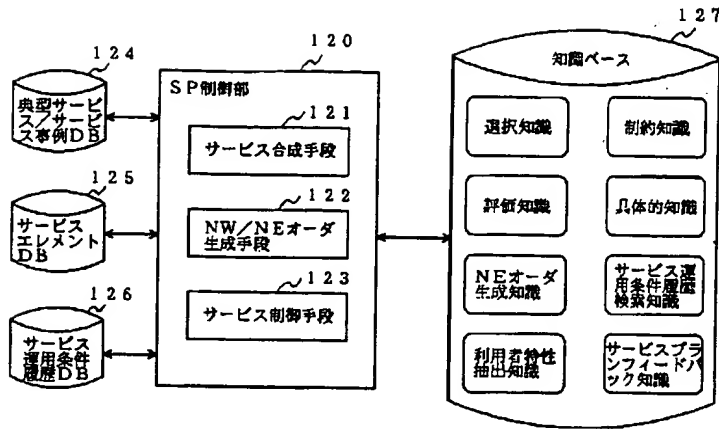 １２４
典型サービ
ス／サービ
ス事例ＤＢ
１２５
サービス
エレメント
ＤＢ
１２６
サービス
運用条件
履歴ＤＢ
１２０
ＳＰ制御部
１２１
サービス合成手段
１２２
ＮＷ／ＮＥオーダ
生成手段
１２３
サービス制御手段
１２７
知識ベース
選択知識
制約知識
評価知識
具体的知識
ＮＥオーダ
生成知識
サービス運
用条件履歴
検索知識
利用者特性
抽出知識
サービスプラ
ンフィードバ
ック知識